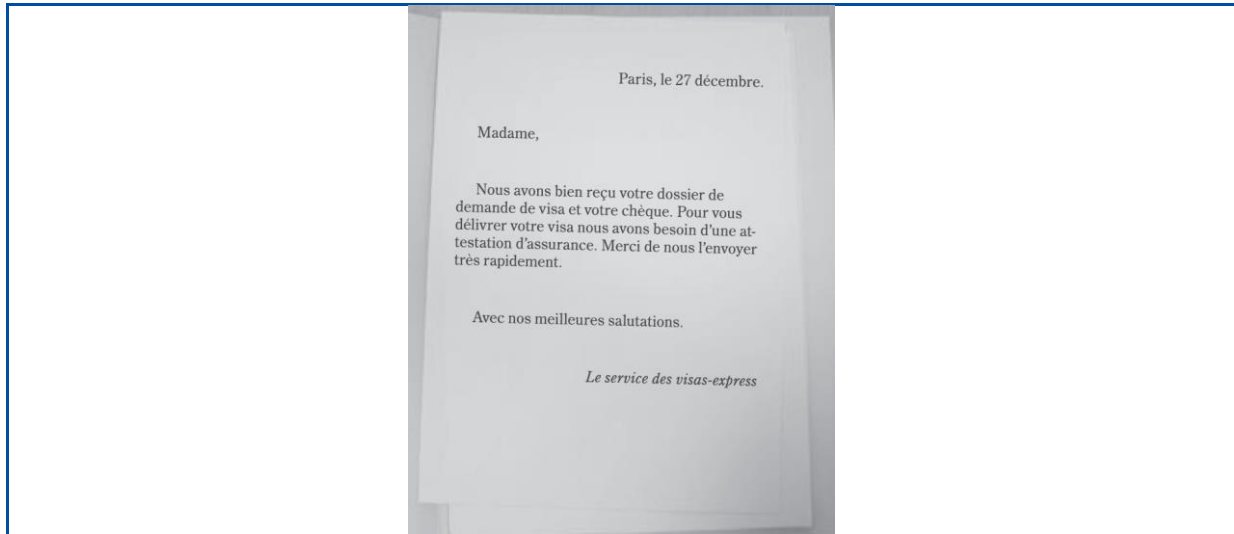 Paris, le 27 décembre.
Madame,
Nous avons bien reçu votre dossier de
demande de visa et votre chèque. Pour vous
délivrer votre visa nous avons besoin d'une at-
testation d'assurance. Merci de nous l'envoyer
très rapidement.
Avec nos meilleures salutations.
Le service des visas-express